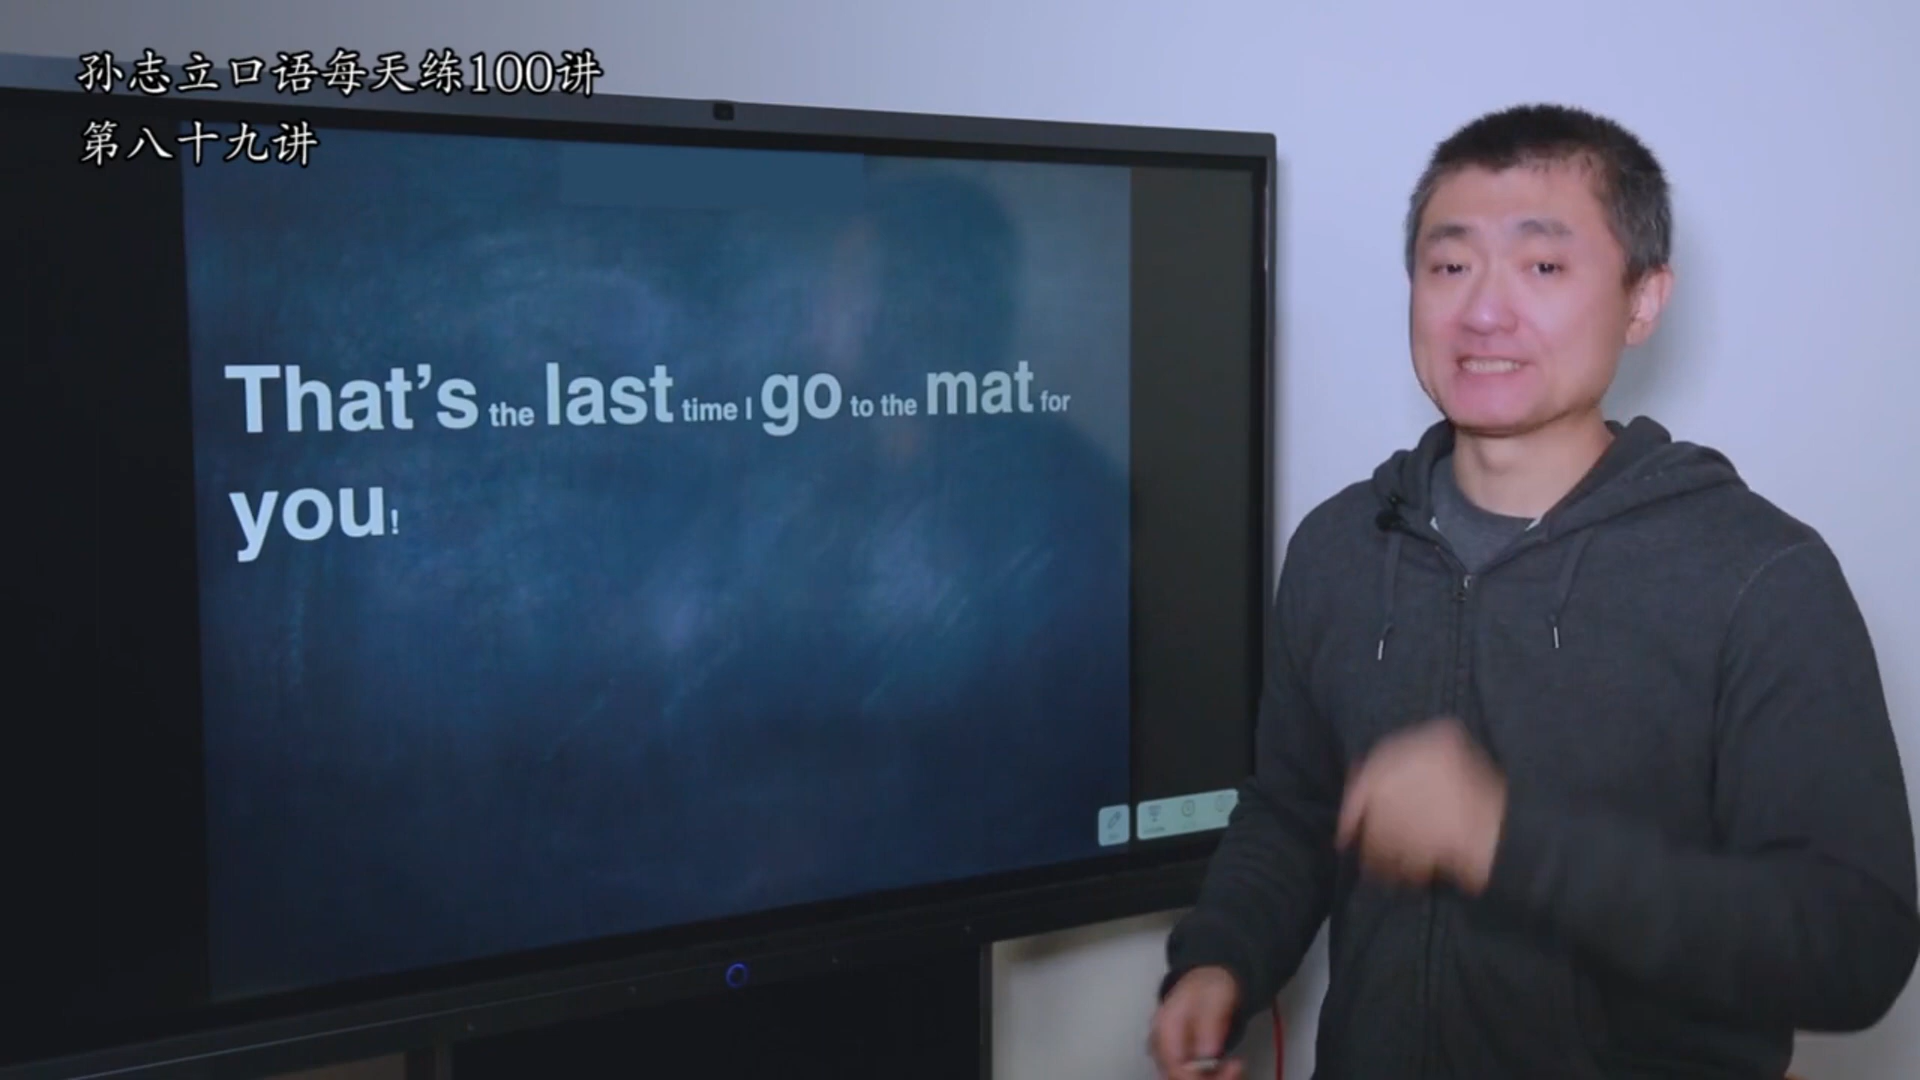 孙志立口语每天练100讲
第八十九讲
That’s the last time I go to the mat for
you!